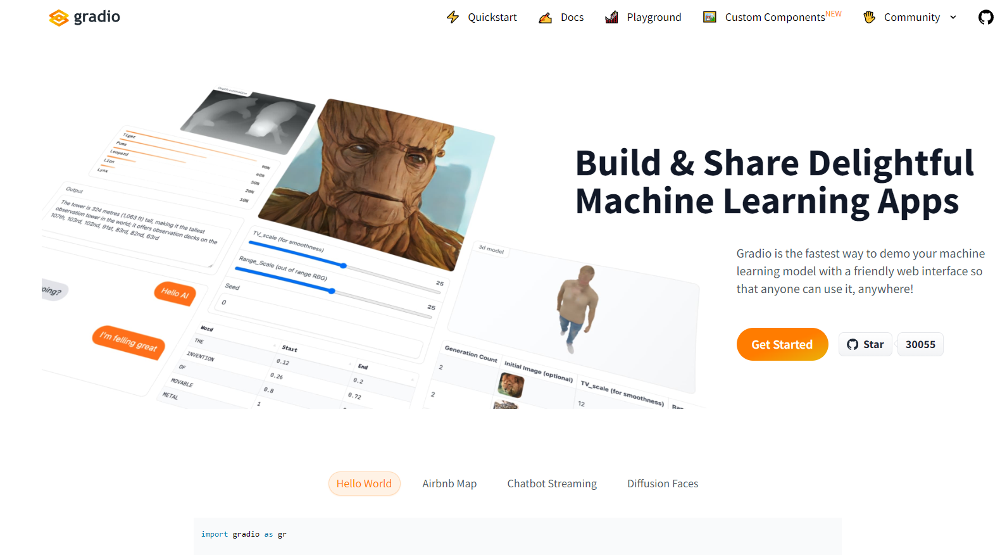 gradio
Quickstart
Docs
Playground
Custom Components NEW
Community
Build & Share Delightful
Machine Learning Apps
Gradio is the fastest way to demo your machine
learning model with a friendly web interface so
that anyone can use it, anywhere!
Get Started
Star
30055
Depth estimation
Tiger 90%
Puma 60%
Leopard 50%
Lion 20%
Lynx 10%
Output
The tower is 324 metres (1,063 ft) tall, making it the tallest
observation tower in the world; it offers observation decks on the
107th, 103rd, 102nd, 91st, 83rd, 82nd, 63rd
oing?
Hello AI
I'm felling great
TV_scale (for smoothness)
25
Range_Scale (out of range RBG)
25
Seed
0
Word Start End
THE 0.12 0.2
INVENTION 0.26 0.72
OF 0.8
MOVABLE 1
METAL
3d model
Generation Count Initial Image (optional) TV_scale (for smoothness) Ra
2 12
2
Hello World
Airbnb Map
Chatbot Streaming
Diffusion Faces
import gradio as gr